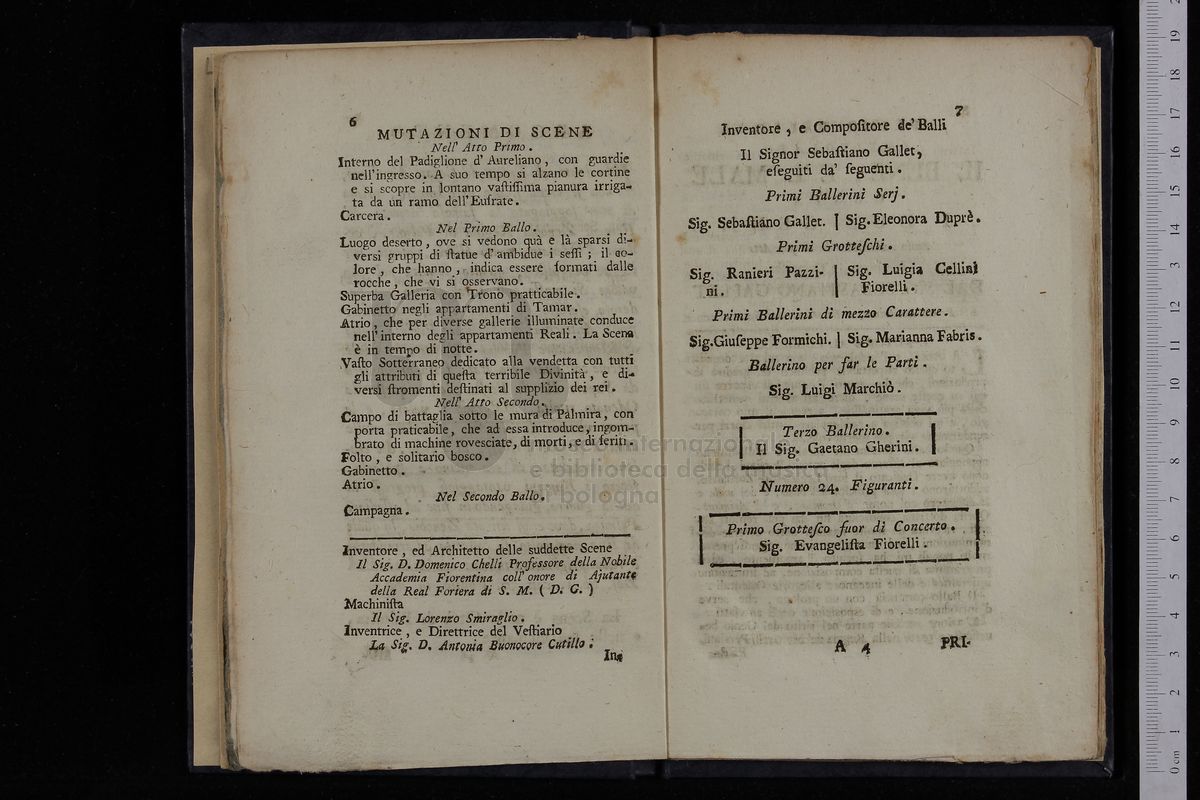 6
MUTAZIONI DI SCENE
Nell' Atto Primo.
Interno del Padiglione d' Aureliano, con guardie
nell'ingresso. A suo tempo si alzano le cortine
e si scopre in lontano vastissima pianura irriga-
ta da un ramo dell'Eufrate.
Carcera.
Nel Primo Ballo.
Luogo deserto, ove si vedono quà e là sparsi di-
versi gruppi di statue d' ambidue i sessi; il co-
lore, che hanno, indica essere formati dalle
rocche, che vi si osservano.
Superba Galleria con Trono pratticabile.
Gabinetto negli appartamenti di Tamar.
Atrio, che per diverse gallerie illuminate conduce
nell'interno degli appartamenti Reali. La Scena
è in tempo di notte.
Vasto Sotterraneo dedicato alla vendetta con tutti
gli attributi di questa terribile Divinità, e di-
versi stromenti destinati al supplizio dei rei.
Nell' Atto Secondo.
Campo di battaglia sotto le mura di Palmira, con
porta praticabile, che ad essa introduce, ingom-
brato di machine rovesciate, di morti, e di feriti.
Folto, e solitario bosco.
Gabinetto.
Atrio.
Nel Secondo Ballo.
Campagna.
Inventore, ed Architetto delle suddette Scene
Il Sig. D. Domenico Chelli Professore della Nobile
Accademia Fiorentina coll' onore di Ajutante
della Real Foriera di S. M. ( D. G. )
Machinista
Il Sig. Lorenzo Smiraglio.
Inventrice, e Direttrice del Vestiario
La Sig. D. Antonia Buonocore Cutillo.
In-
7
Inventore, e Compositore de' Balli
Il Signor Sebastiano Gallet,
eseguiti da' seguenti.
Primi Ballerini Serj.
Sig. Sebastiano Gallet. | Sig. Eleonora Duprè.
Primi Grotteschi.
Sig. Ranieri Pazzi- | Sig. Luigia Cellini
ni. | Fiorelli.
Primi Ballerini di mezzo Carattere.
Sig. Giuseppe Formichi. | Sig. Marianna Fabris.
Ballerino per far le Parti.
Sig. Luigi Marchiò.
Terzo Ballerino.
Il Sig. Gaetano Gherini.
Numero 24. Figuranti.
Primo Grottesco fuor di Concerto.
Sig. Evangelista Fiorelli.
A 4 PRI-
museo internazionale
e biblioteca della musica
di bologna